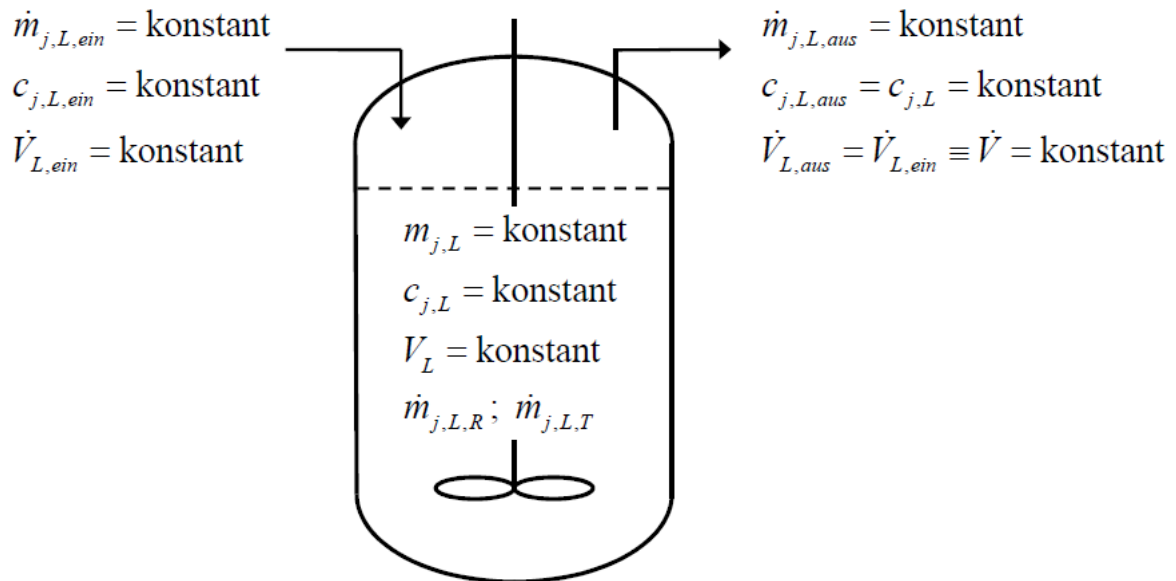 ṁ_{j,L,ein} = konstant
c_{j,L,ein} = konstant
V̇_{L,ein} = konstant
ṁ_{j,L,aus} = konstant
c_{j,L,aus} = c_{j,L} = konstant
V̇_{L,aus} = V̇_{L,ein} ≡ V̇ = konstant
m_{j,L} = konstant
c_{j,L} = konstant
V_L = konstant
ṁ_{j,L,R} ; ṁ_{j,L,T}